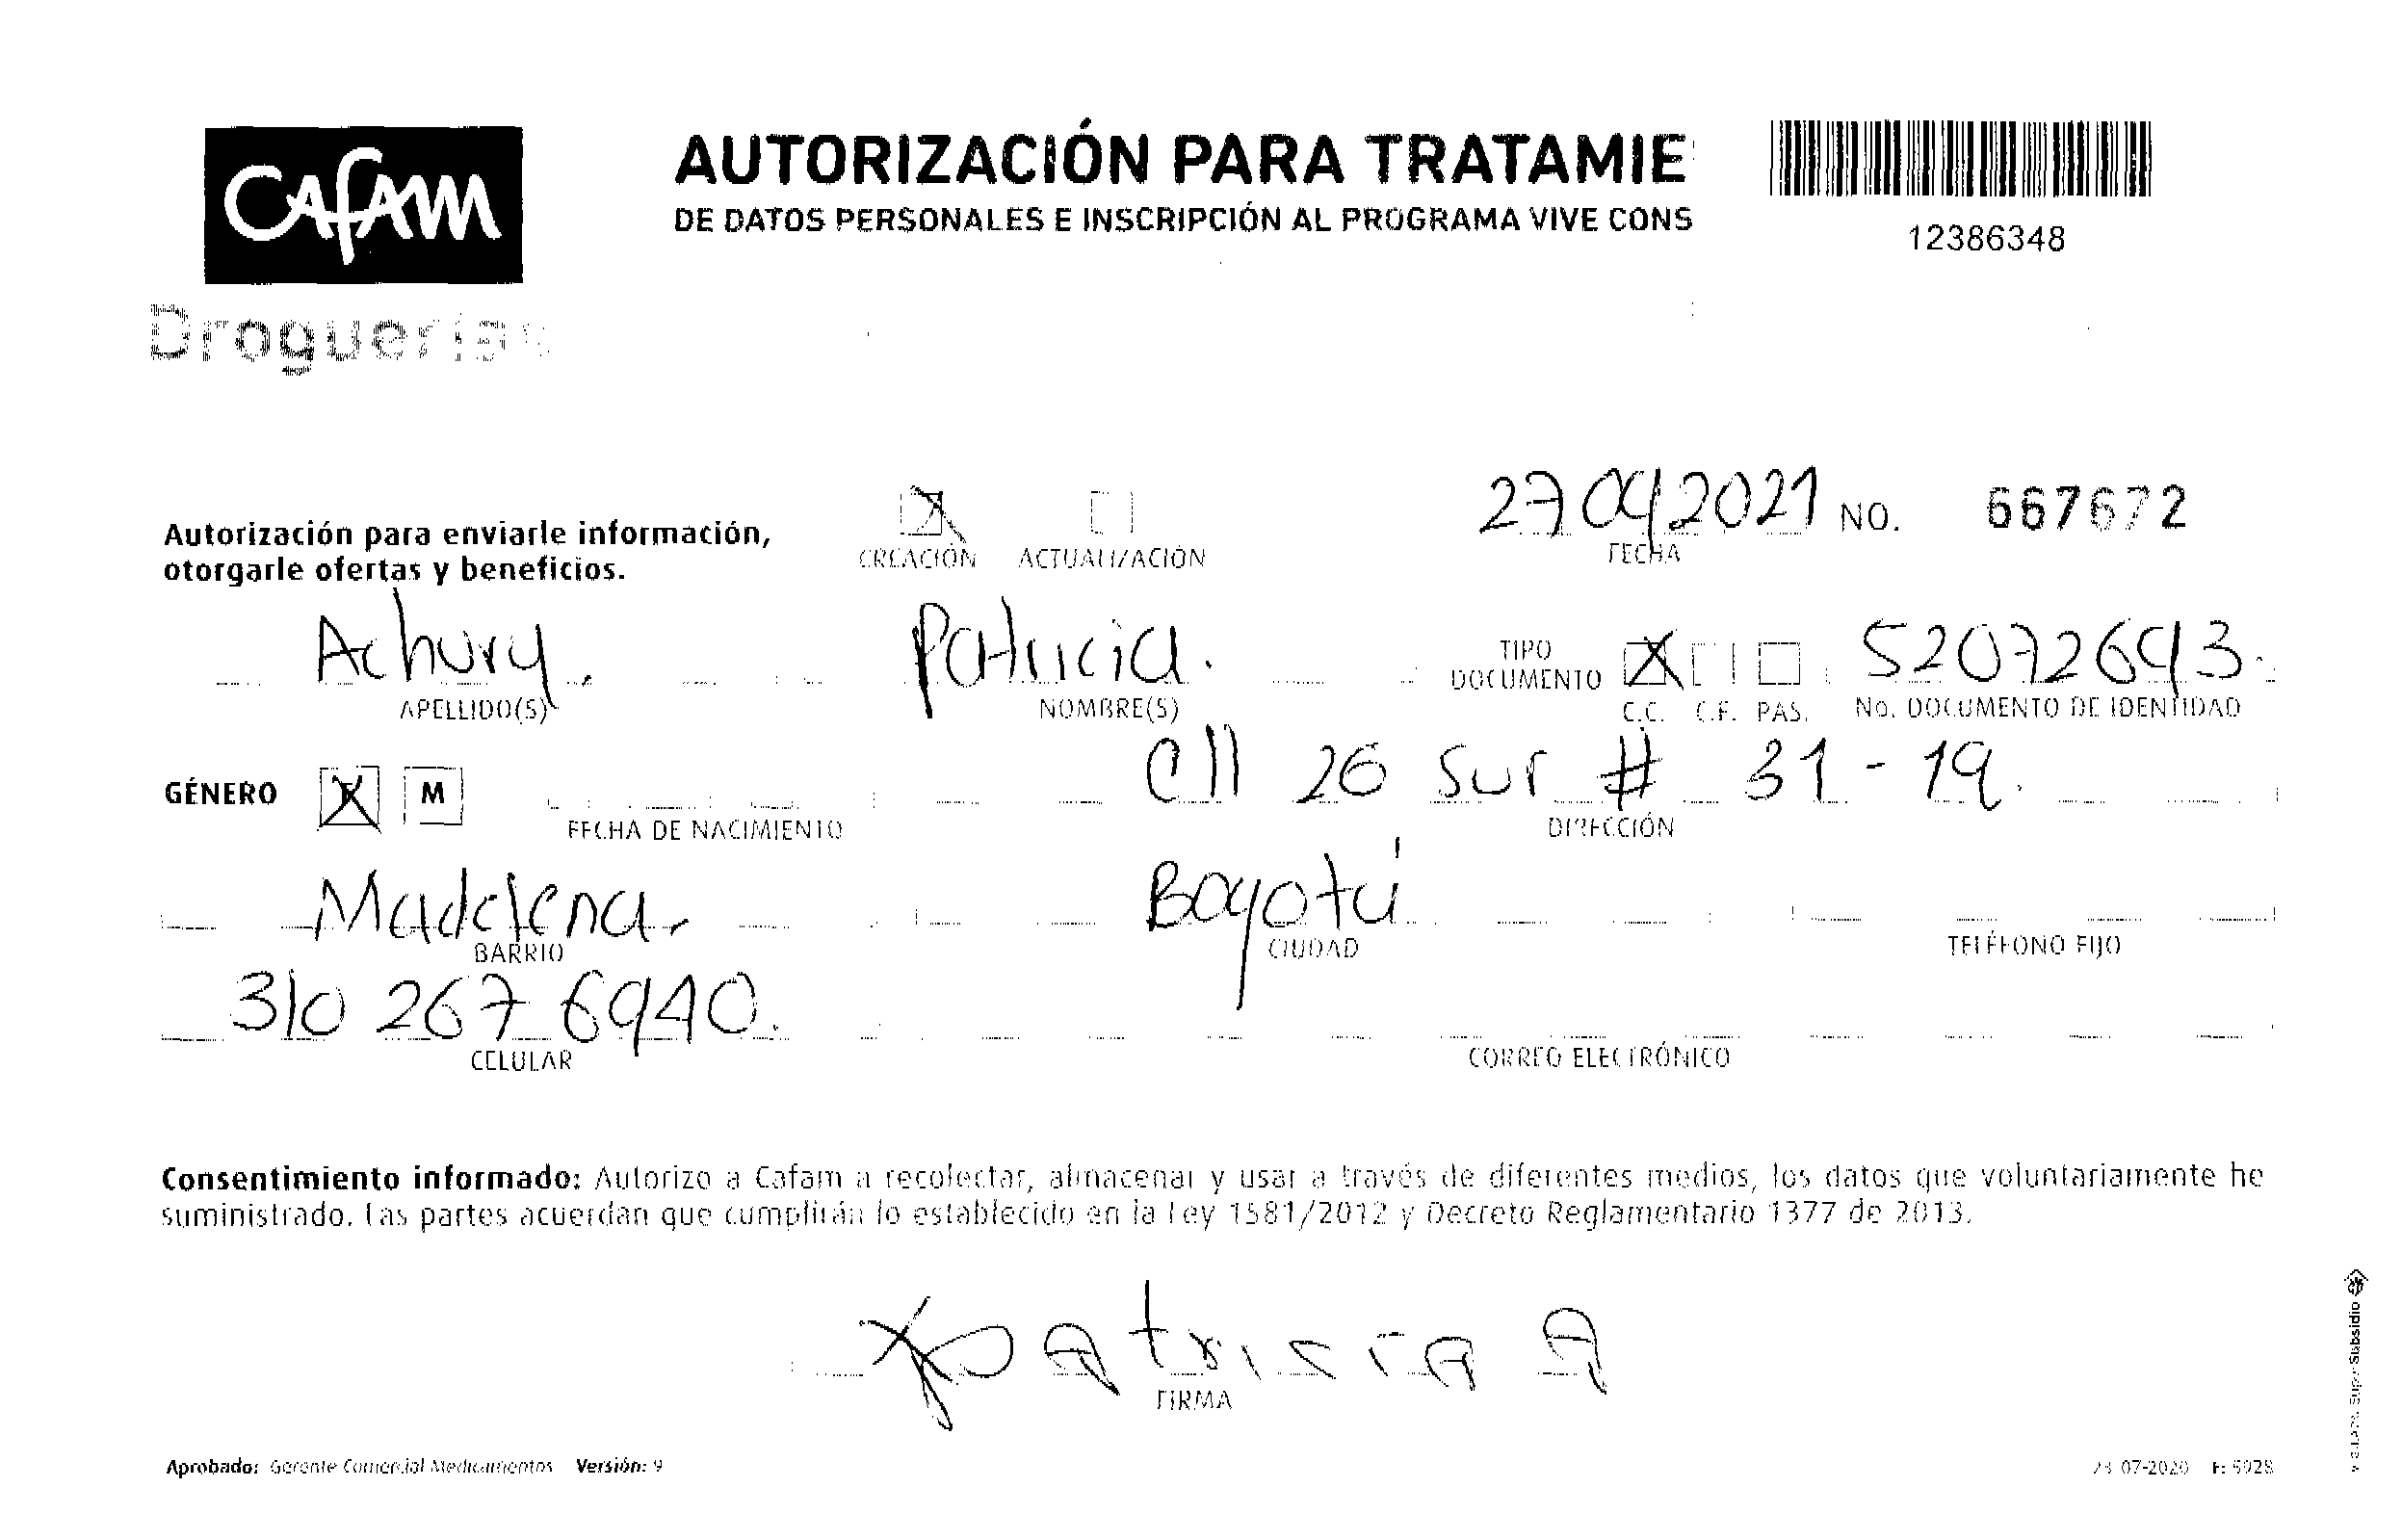 Cafam
Droguerías
AUTORIZACIÓN PARA TRATAMIE
DE DATOS PERSONALES E INSCRIPCIÓN AL PROGRAMA VIVE CONS
12386348
Autorización para enviarle información,
otorgarle ofertas y beneficios.
X CREACIÓN ACTUALIZACIÓN
27 09 2021 NO. 667672
FECHA
Achury. Patricia. TIPO DOCUMENTO X 52072693.
APELLIDO(S) NOMBRE(S) C.C. C.E. PAS. No. DOCUMENTO DE IDENTIDAD
GÉNERO F M Cll 26 Sur # 31 - 19.
FECHA DE NACIMIENTO DIRECCIÓN
Madelena. Bogotá
BARRIO CIUDAD TELÉFONO FIJO
310 267 6940.
CELULAR CORREO ELECTRÓNICO
Consentimiento informado: Autorizo a Cafam a recolectar, almacenar y usar a través de diferentes medios, los datos que voluntariamente he
suministrado. Las partes acuerdan que cumplirán lo establecido en la Ley 1581/2012 y Decreto Reglamentario 1377 de 2013.
X Patricia A
FIRMA
Aprobado: Gerente Comercial Medicamentos Versión: 9
23-07-2020 F: 5928
VIGILADO SuperSubsidio